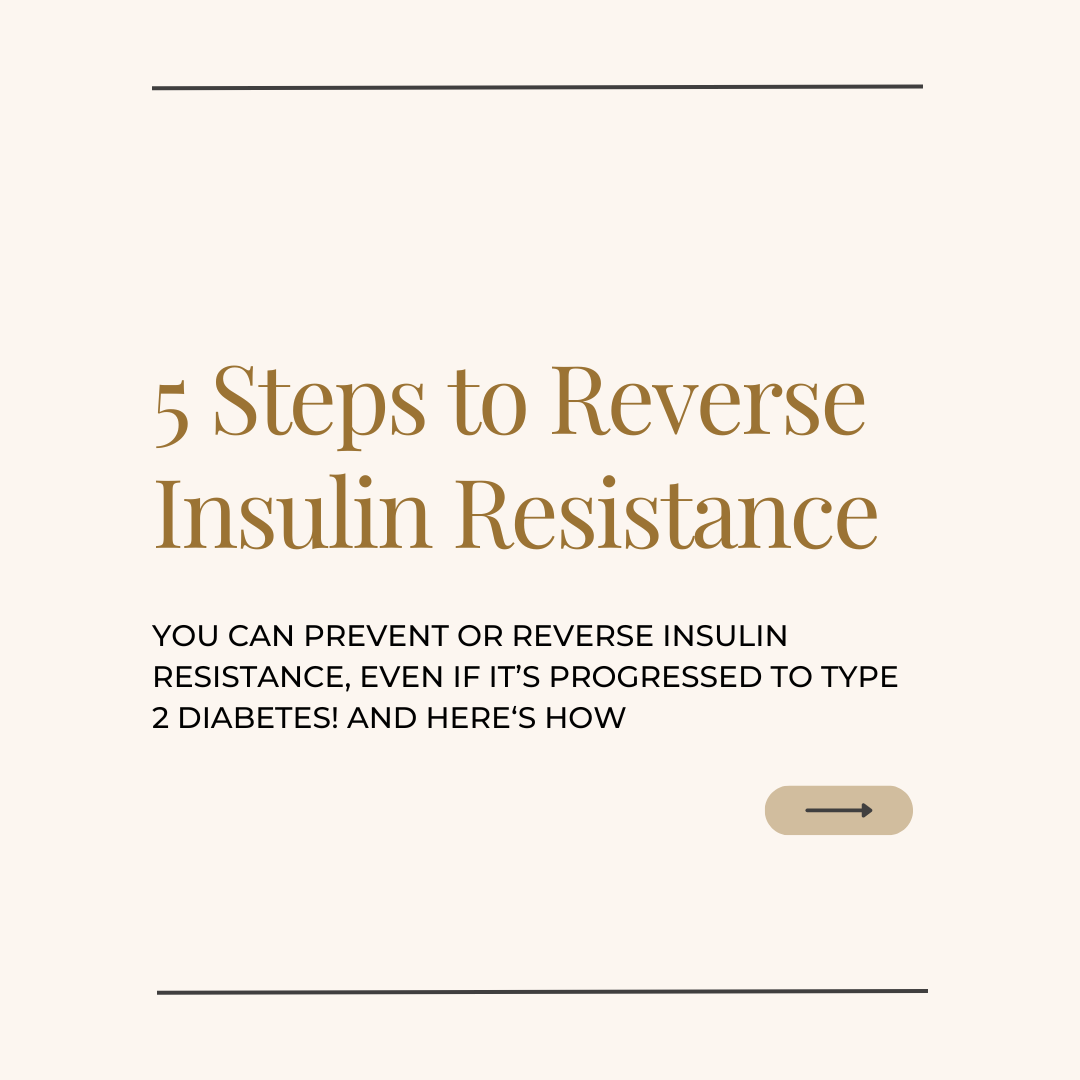 5 Steps to Reverse
Insulin Resistance
YOU CAN PREVENT OR REVERSE INSULIN
RESISTANCE, EVEN IF IT’S PROGRESSED TO TYPE
2 DIABETES! AND HERE‘S HOW